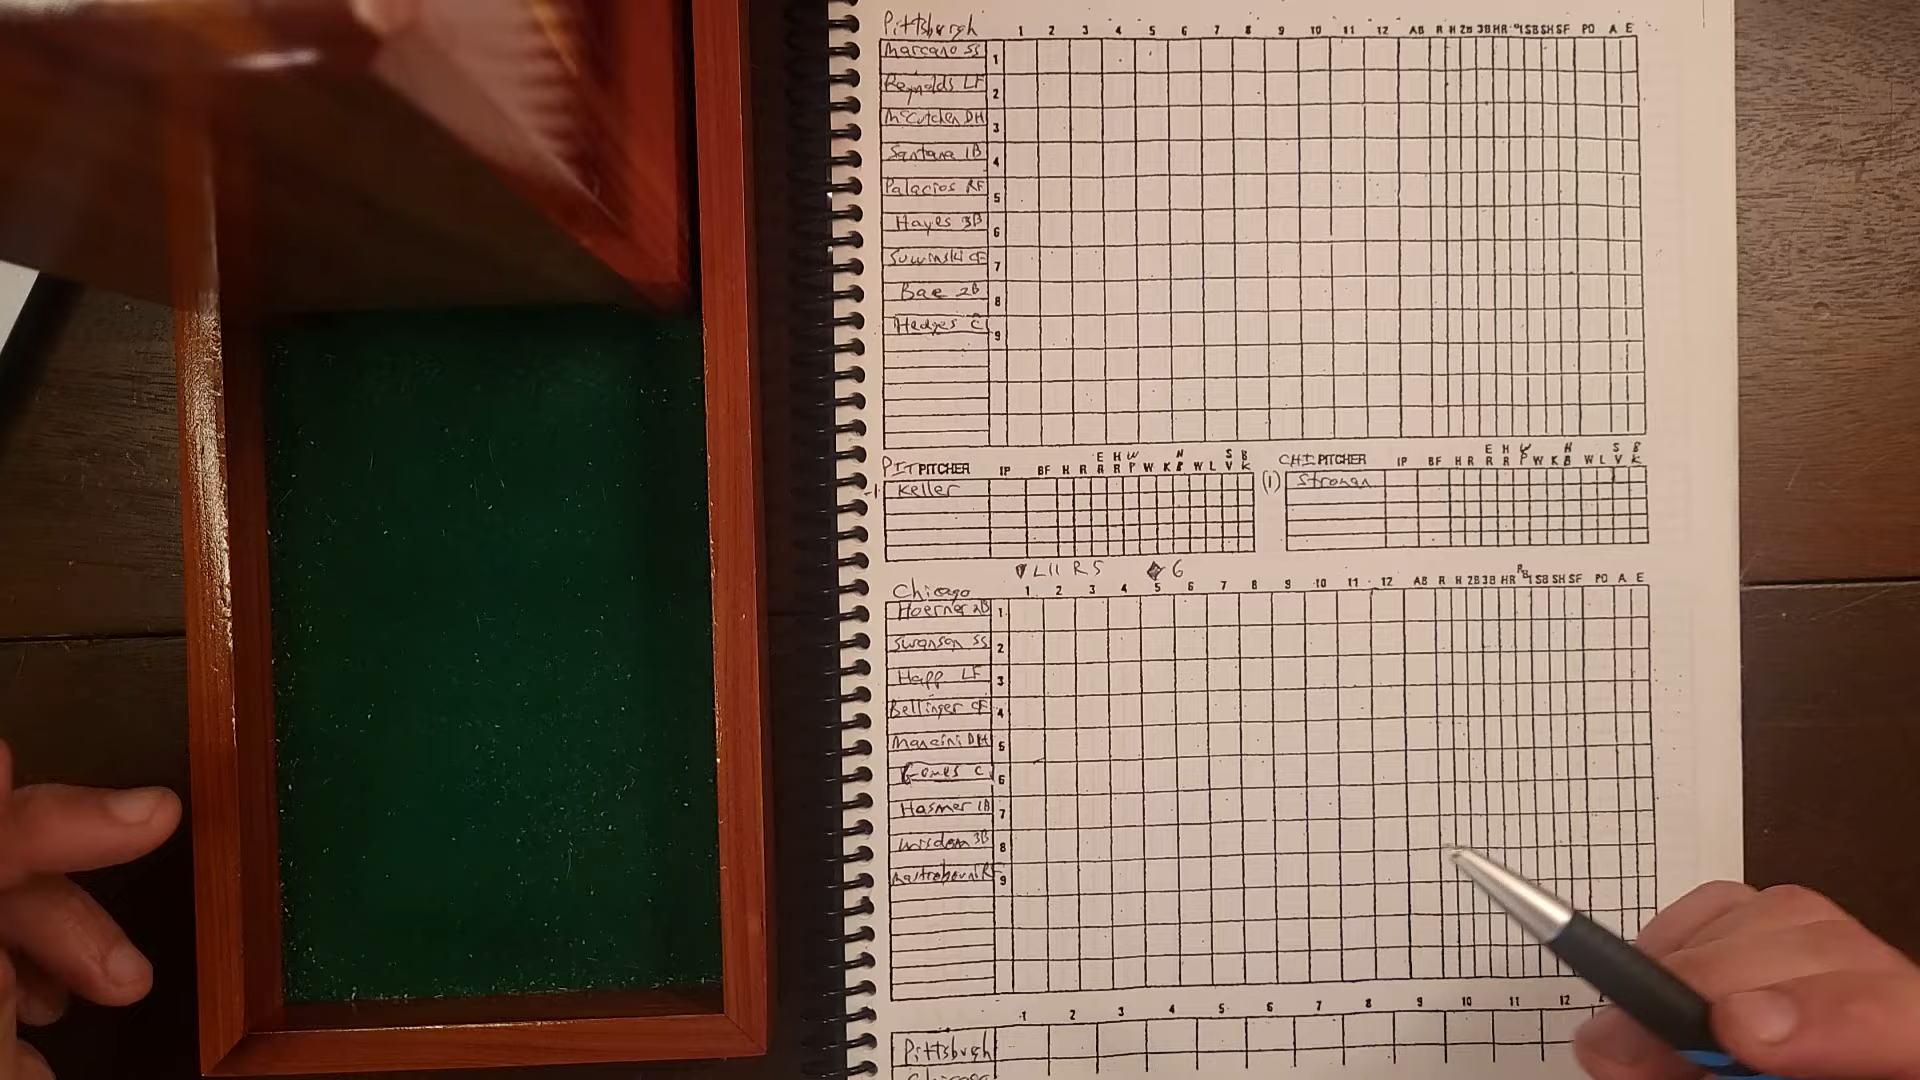 Pittsburgh 1 2 3 4 5 6 7 8 9 10 11 12 AB R H 2B 3B HR SB SH SF PO A E
Marcano SS 1
Reynolds LF 2
McCutchen DH 3
Santana 1B 4
Palacios RF 5
Hayes 3B 6
Suwinski CF 7
Bae 2B 8
Hedges C 9
PIT PITCHER IP BF H R ER HR WP W K HB W L SV BK
Keller
CHI PITCHER IP BF H R ER HR WP W K HB W L SV BK
(1) Stroman
L11 R5 6
Chicago 1 2 3 4 5 6 7 8 9 10 11 12 AB R H 2B 3B HR RBI SB SH SF PO A E
Hoerner 2B 1
Swanson SS 2
Happ LF 3
Bellinger CF 4
Mancini DH 5
Gomes C 6
Hosmer 1B 7
Wisdom 3B 8
Mastrobuoni RF 9
1 2 3 4 5 6 7 8 9 10 11 12
Pittsburgh
Chicago